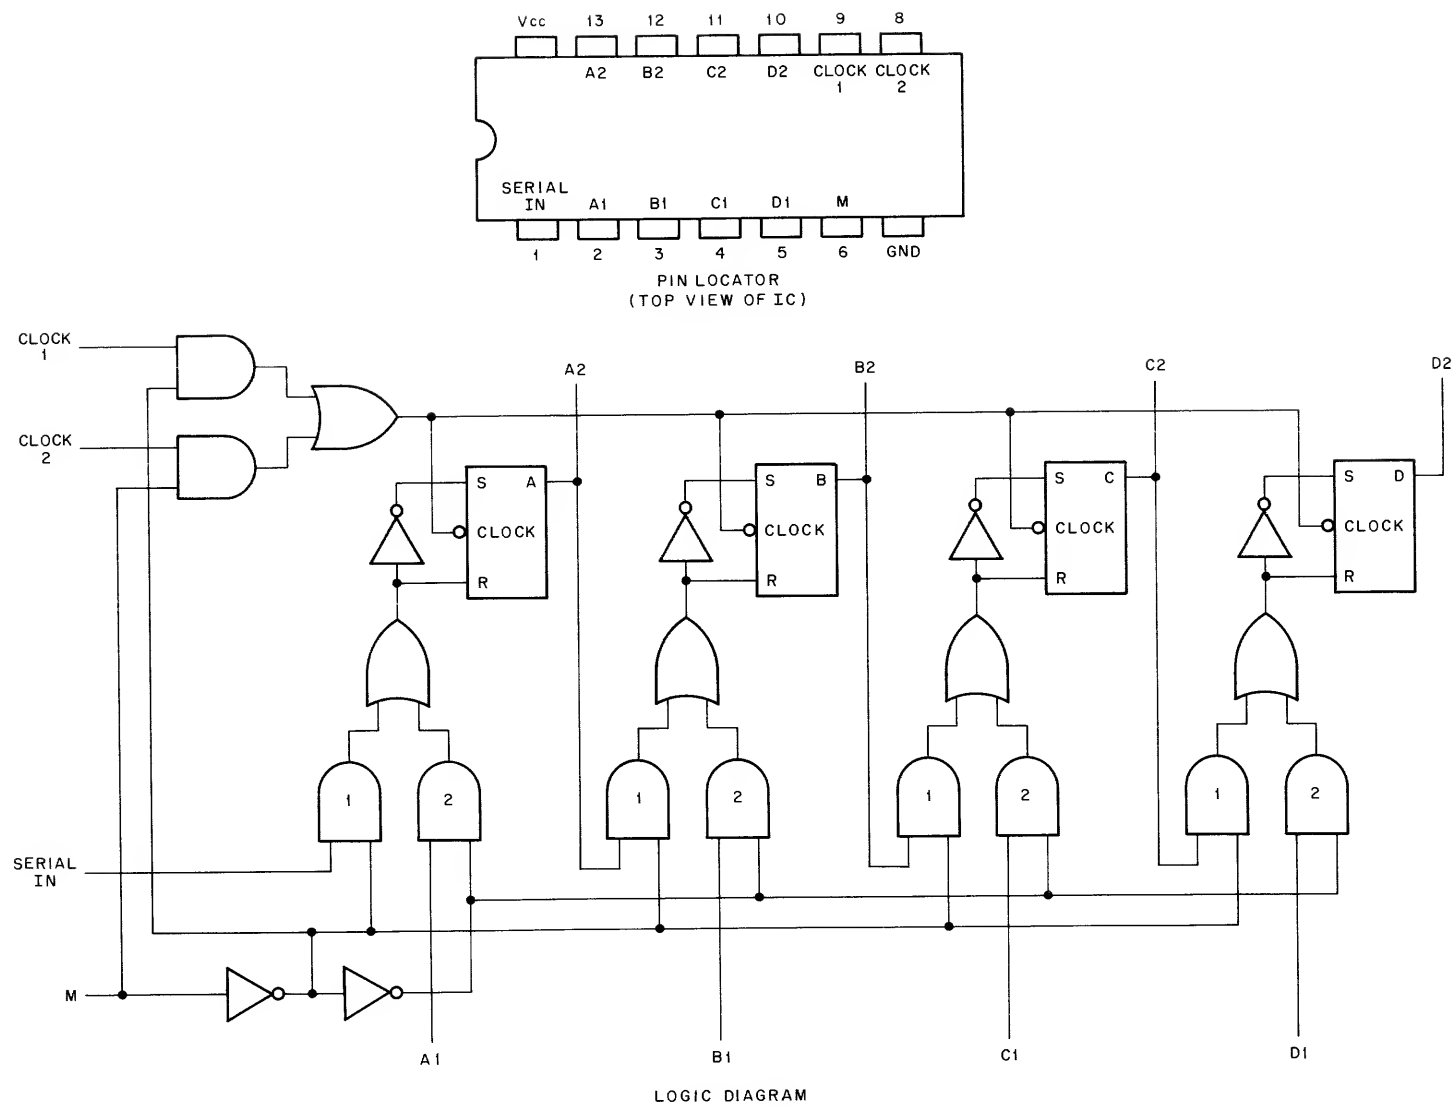 Vcc 13 12 11 10 9 8
A2 B2 C2 D2 CLOCK 1 CLOCK 2
SERIAL IN A1 B1 C1 D1 M
1 2 3 4 5 6 GND
PIN LOCATOR
(TOP VIEW OF IC)
CLOCK 1
A2 B2 C2 D2
CLOCK 2
S A S B S C S D
CLOCK CLOCK CLOCK CLOCK
R R R R
1 2 1 2 1 2 1 2
SERIAL IN
M
A1 B1 C1 D1
LOGIC DIAGRAM